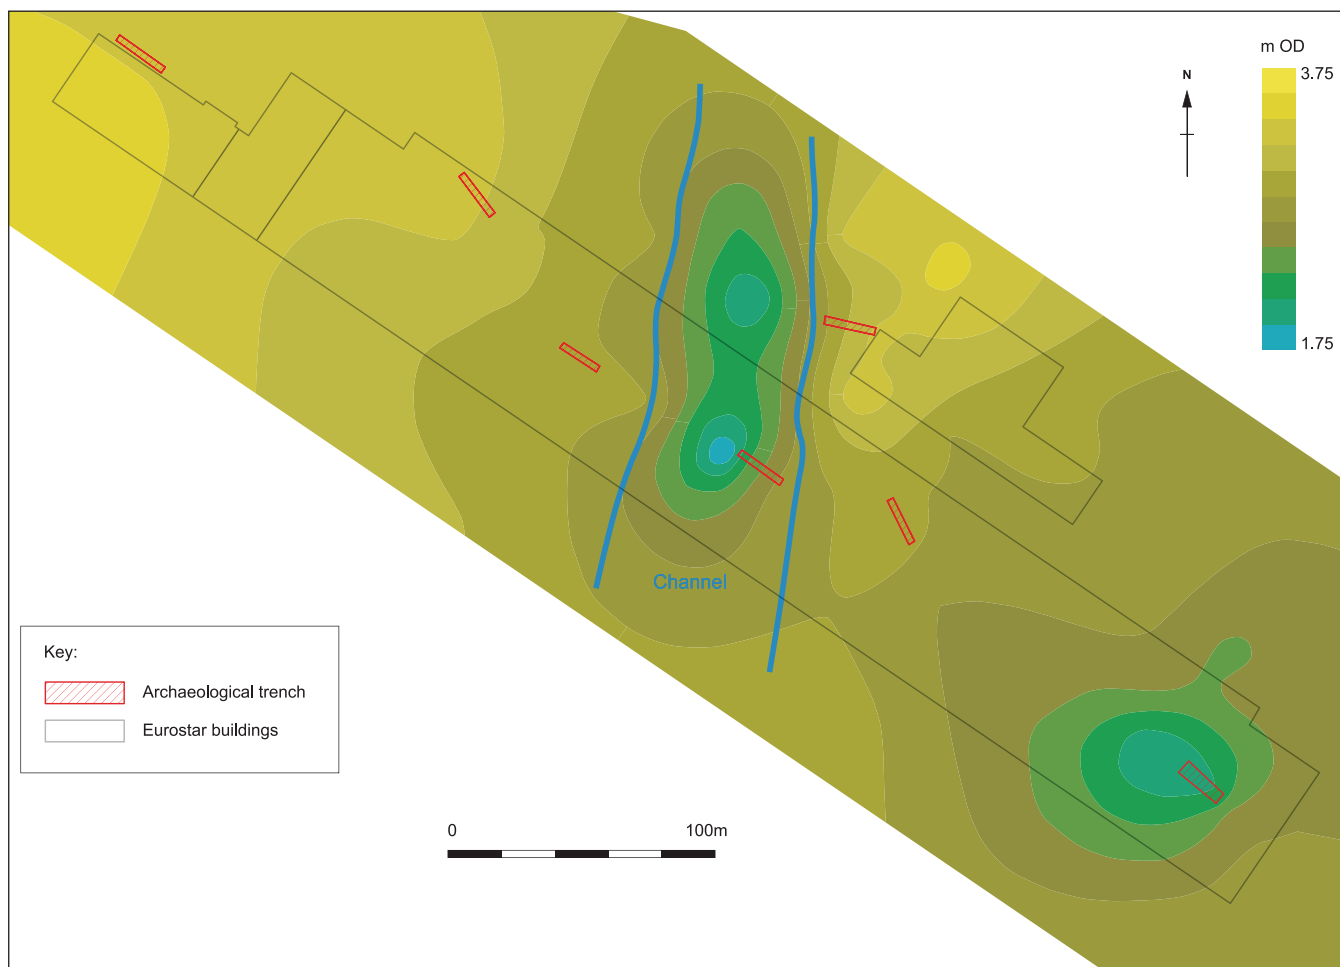 m OD
3.75
N
1.75
Channel
Key:
Archaeological trench
Eurostar buildings
0
100m